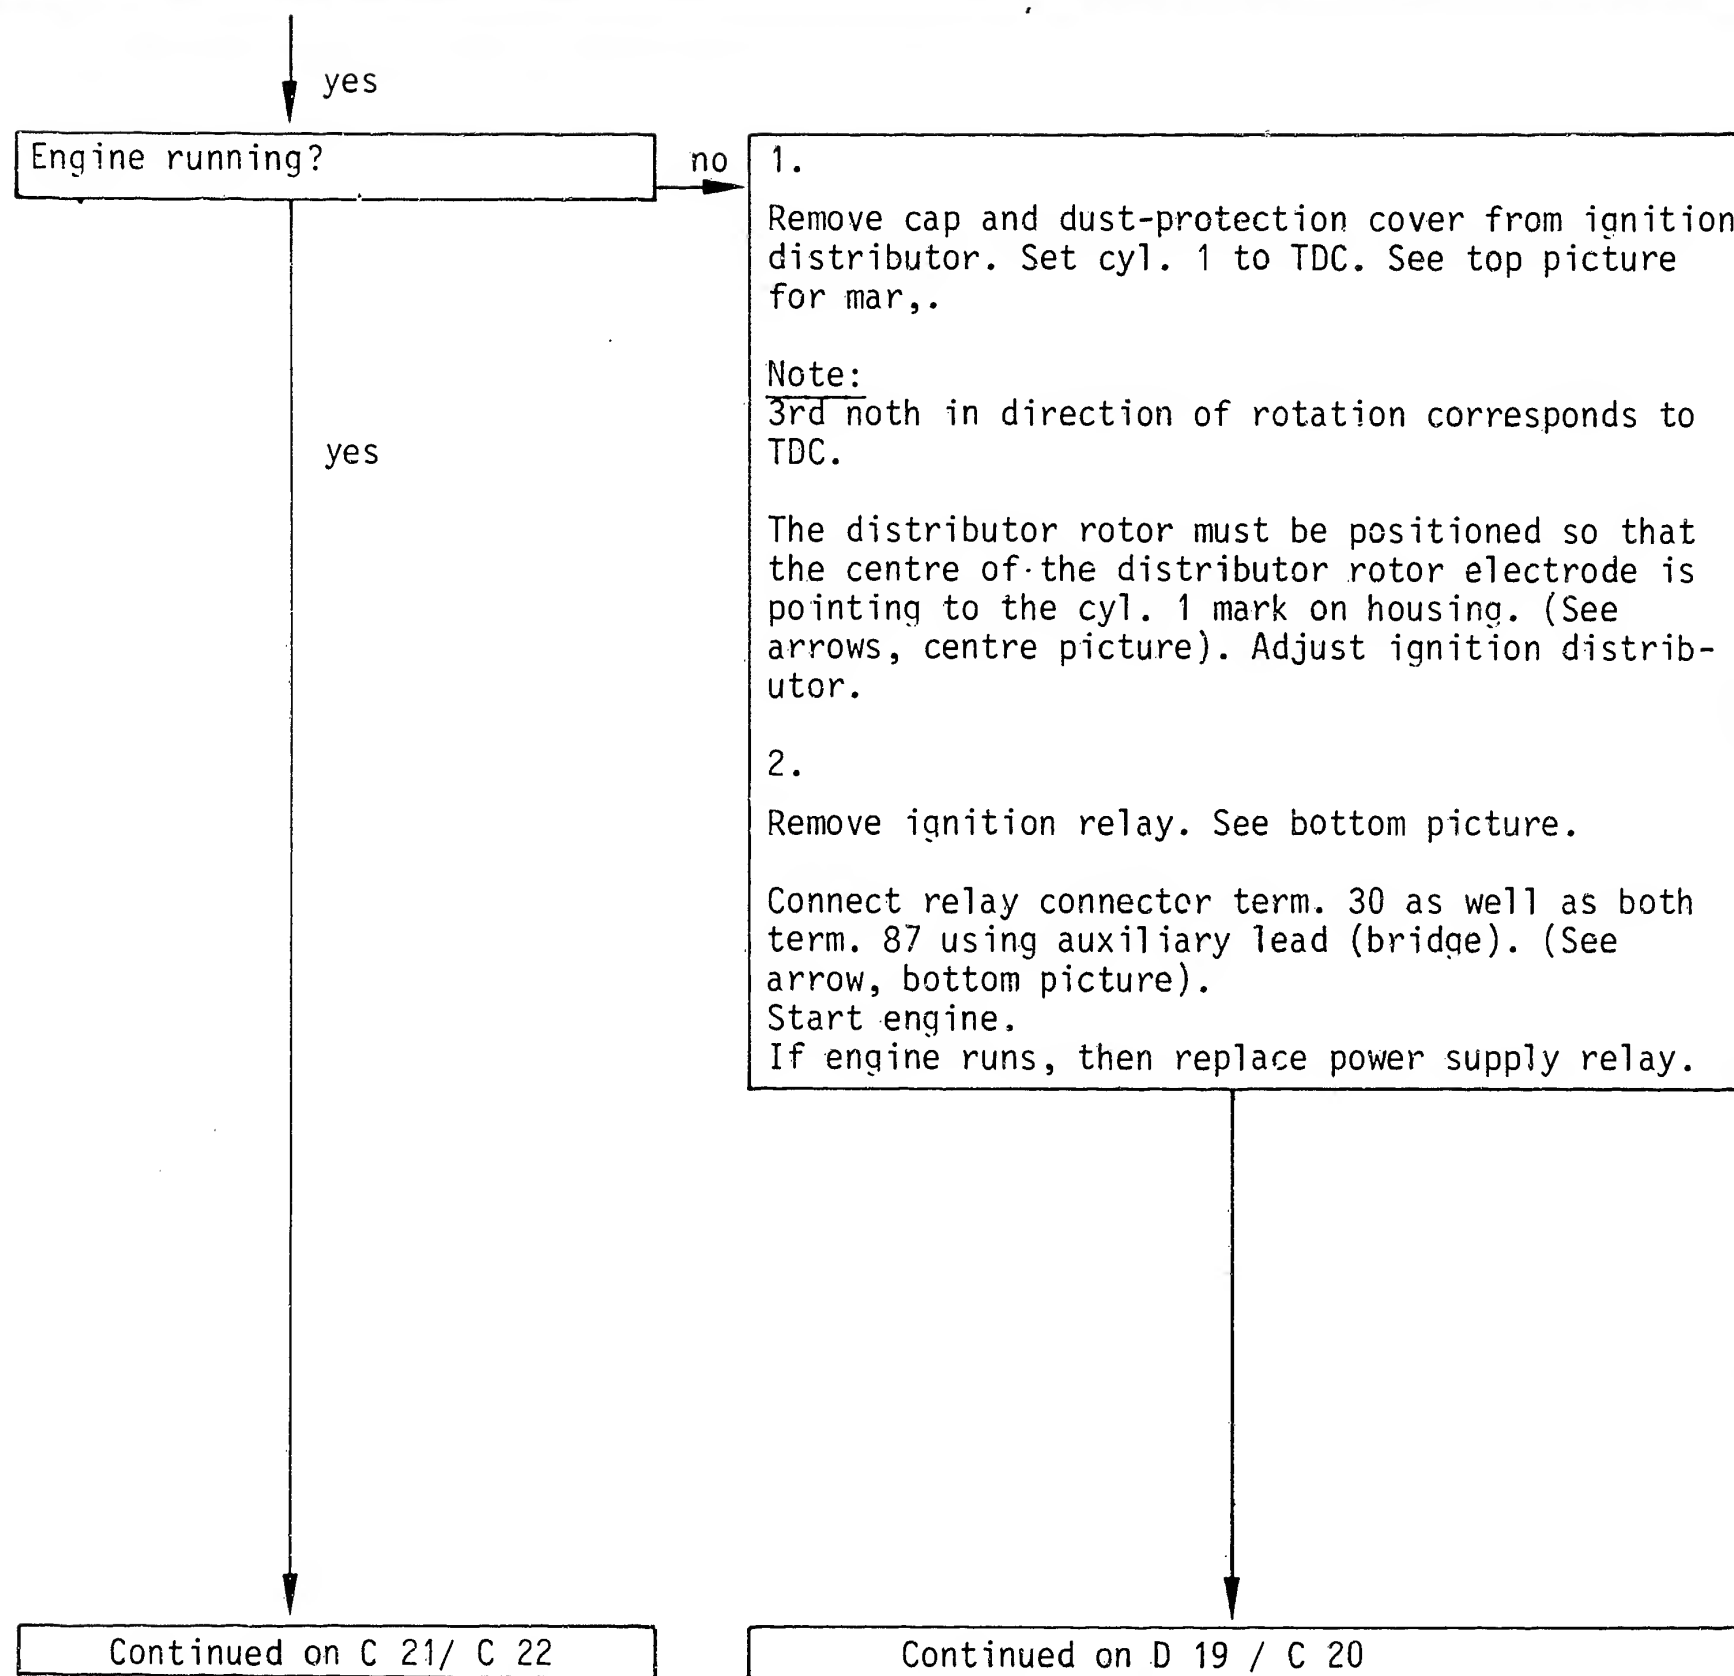 yes
Engine running?
no
1.
Remove cap and dust-protection cover from ignition
distributor. Set cyl. 1 to TDC. See top picture
for mar,.
Note:
3rd noth in direction of rotation corresponds to
TDC.
yes
The distributor rotor must be positioned so that
the centre of the distributor rotor electrode is
pointing to the cyl. 1 mark on housing. (See
arrows, centre picture). Adjust ignition distrib-
utor.
2.
Remove ignition relay. See bottom picture.
Connect relay connector term. 30 as well as both
term. 87 using auxiliary lead (bridge). (See
arrow, bottom picture).
Start engine.
If engine runs, then replace power supply relay.
Continued on C 21/ C 22
Continued on D 19 / C 20